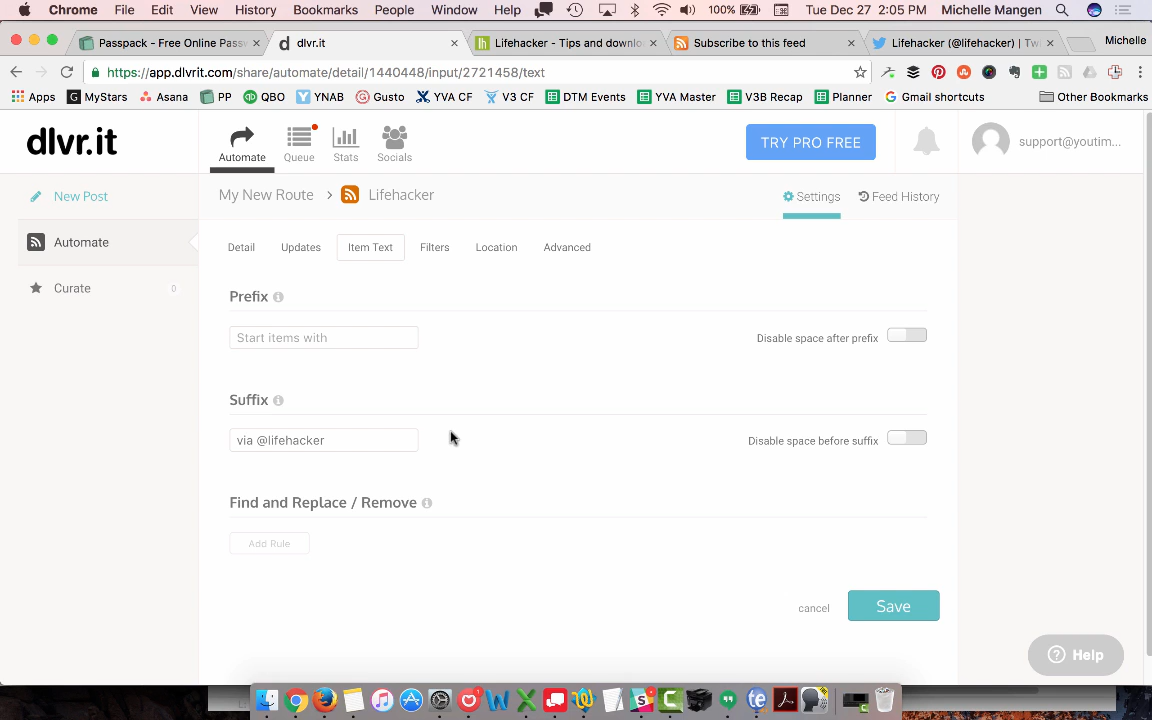 Chrome File Edit View History Bookmarks People Window Help 100% Tue Dec 27 2:05 PM Michelle Mangen
Passpack - Free Online Pass
dlvr.it
Lifehacker - Tips and downlo
Subscribe to this feed
Lifehacker (@lifehacker) | Tw
Michelle
https://app.dlvrit.com/share/automate/detail/1440448/input/2721458/text
Apps MyStars Asana PP QBO YNAB Gusto YVA CF V3 CF DTM Events YVA Master V3B Recap Planner Gmail shortcuts Other Bookmarks
dlvr.it
Automate
Queue
Stats
Socials
TRY PRO FREE
support@youtim...
New Post
Automate
Curate 0
My New Route > Lifehacker
Settings
Feed History
Detail Updates Item Text Filters Location Advanced
Prefix
Start items with
Disable space after prefix
Suffix
via @lifehacker
Disable space before suffix
Find and Replace / Remove
Add Rule
cancel
Save
Help